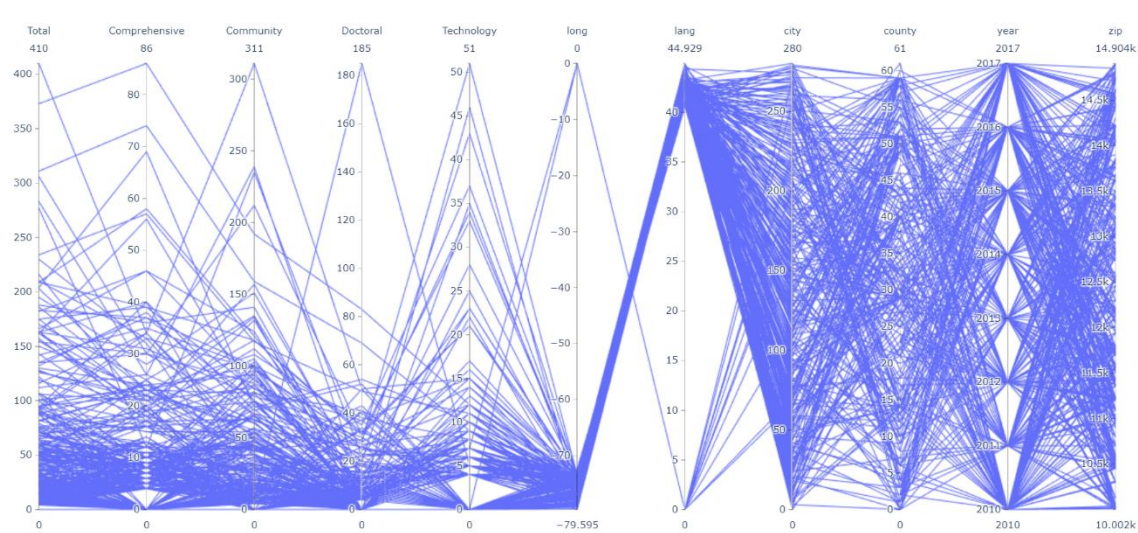 Total Comprehensive Community Doctoral Technology long lang city county year zip
410 86 311 185 51 0 44.929 280 61 2017 14.904k
400 350 300 250 200 150 100 50 0
80 70 60 50 40 30 20 10 0
300 250 200 150 100 50 0
180 160 140 120 100 80 60 40 20 0
50 45 40 35 30 25 20 15 10 5 0
0 −10 −20 −30 −40 −60 −70
40 35 30 25 20 15 10 5 0
250 200 150 100 50 0
60 55 50 45 40 35 30 25 20 15 10 5 0
2017 2016 2015 2014 2013 2012 2011 2010
14.5k 14k 13.5k 13k 12.5k 12k 11.5k 11k 10.5k
0 0 0 0 0 −79.595 0 0 0 2010 10.002k